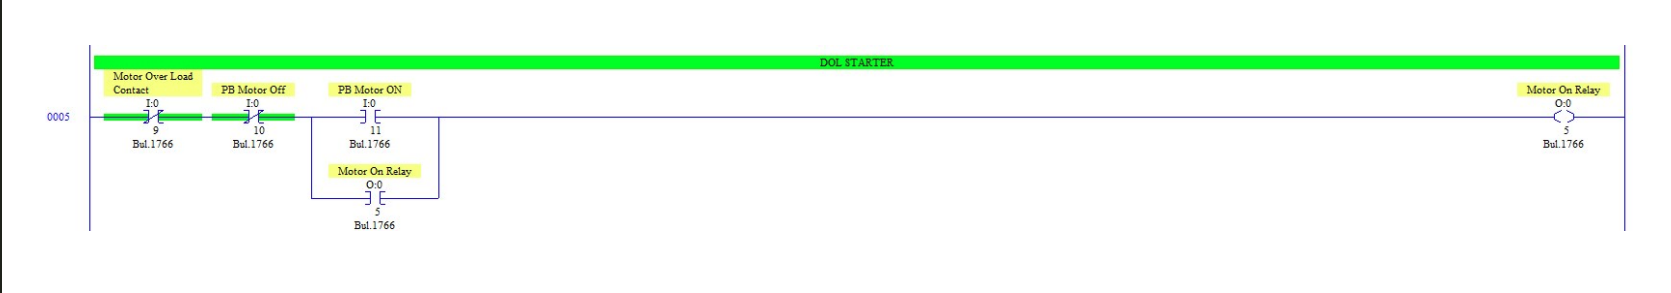 DOL STARTER
Motor Over Load
Contact
I:0
9
Bul.1766
PB Motor Off
I:0
10
Bul.1766
PB Motor ON
I:0
11
Bul.1766
Motor On Relay
O:0
5
Bul.1766
0005
Motor On Relay
O:0
5
Bul.1766